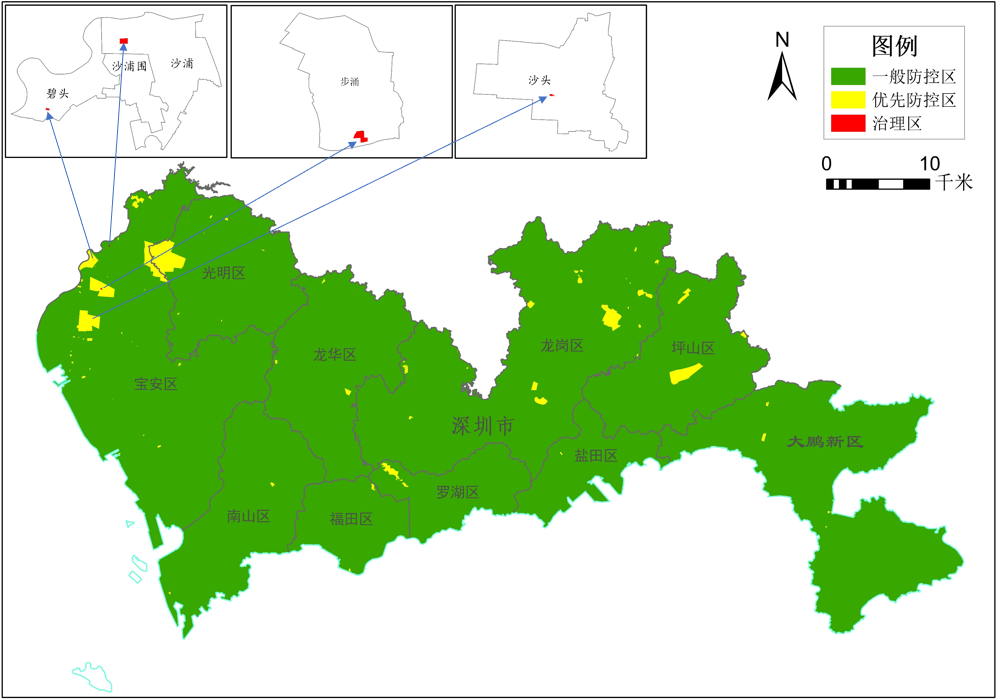 沙浦围
沙浦
碧头
步涌
沙头
N
图例
一般防控区
优先防控区
治理区
0
10
千米
光明区
宝安区
龙华区
龙岗区
坪山区
深圳市
大鹏新区
盐田区
罗湖区
南山区
福田区